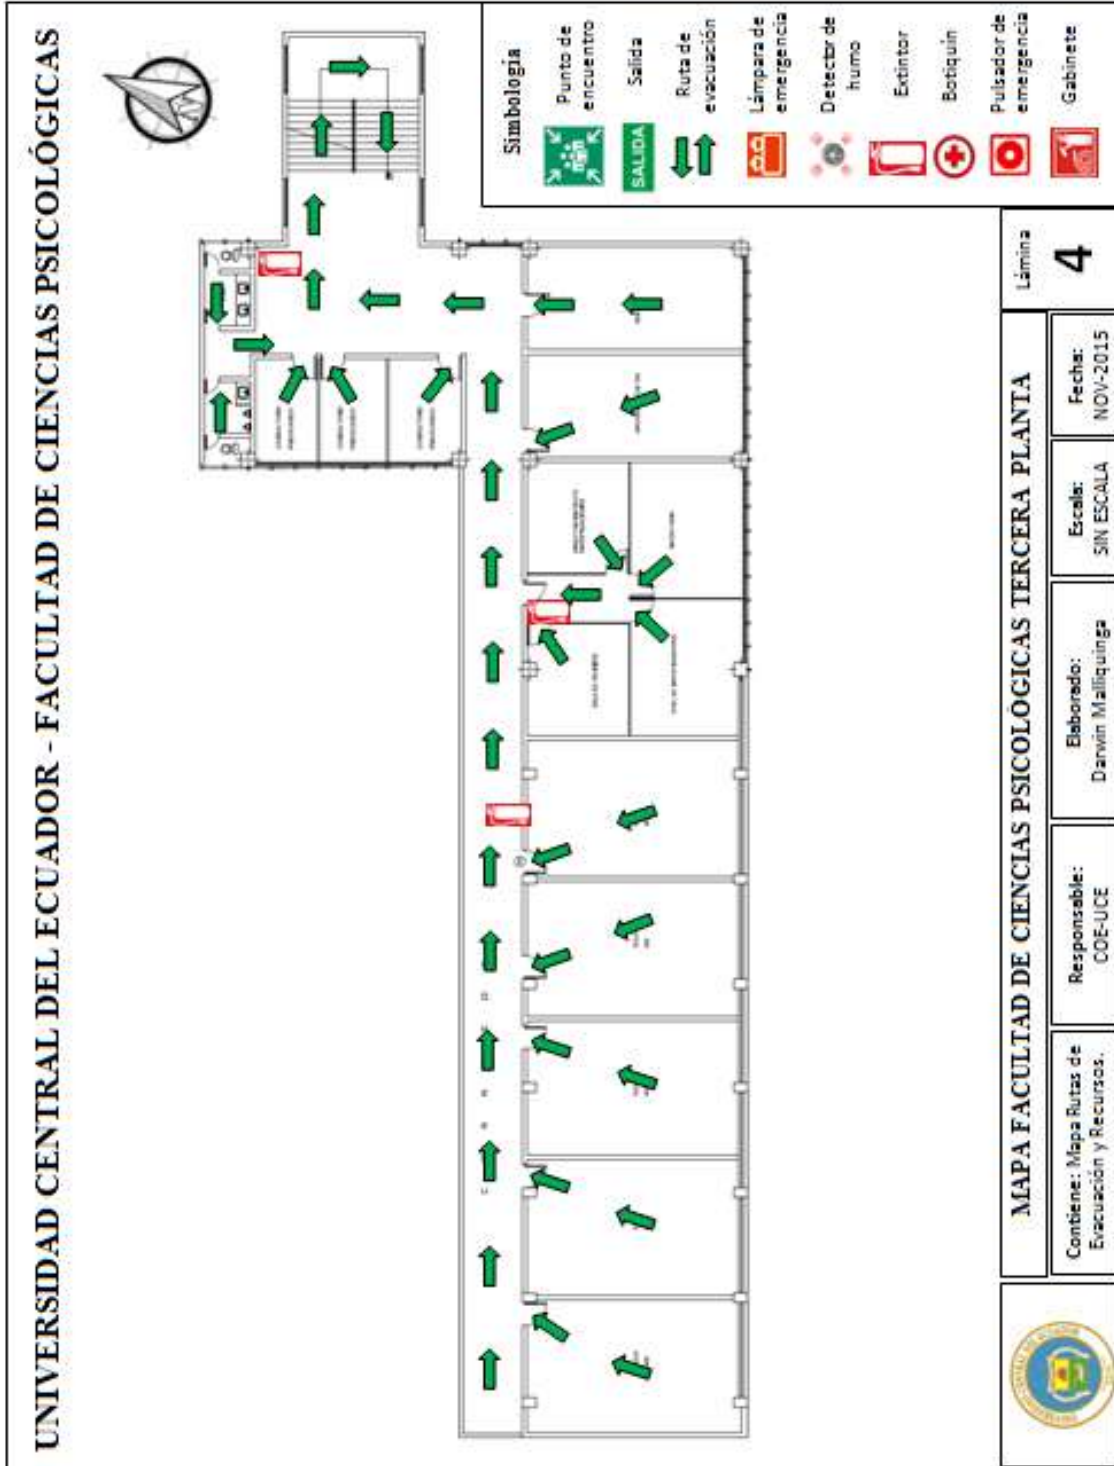 UNIVERSIDAD CENTRAL DEL ECUADOR - FACULTAD DE CIENCIAS PSICOLÓGICAS
Simbología
Punto de
encuentro
SALIDA
Salida
Ruta de
evacuación
Lámpara de
emergencia
Detector de
humo
Extintor
Botiquín
Pulsador de
emergencia
Gabinete
MAPA FACULTAD DE CIENCIAS PSICOLÓGICAS TERCERA PLANTA
Lámina
4
Contiene: Mapa Rutas de
Evacuación y Recursos.
Responsable:
COE-UCE
Elaborado:
Darwin Malliquinga
Escala:
SIN ESCALA
Fecha:
NOV-2015